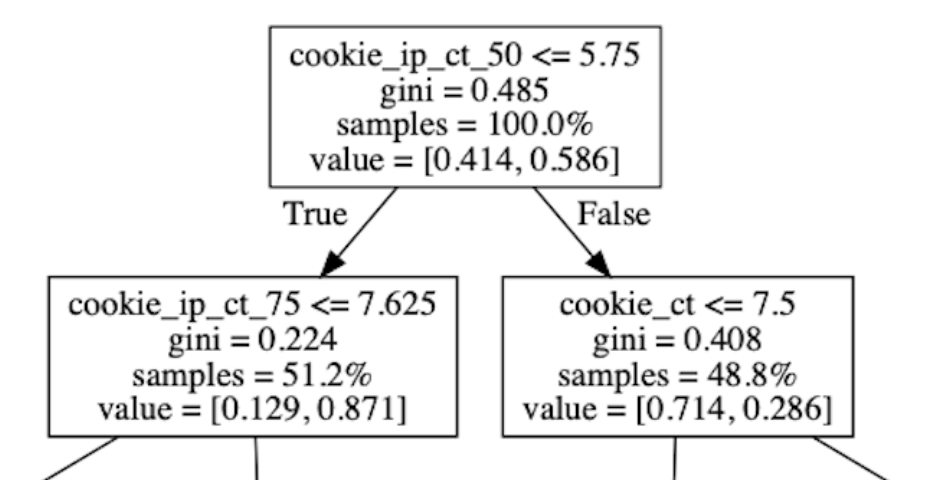 cookie_ip_ct_50 <= 5.75
gini = 0.485
samples = 100.0%
value = [0.414, 0.586]
True
False
cookie_ip_ct_75 <= 7.625
gini = 0.224
samples = 51.2%
value = [0.129, 0.871]
cookie_ct <= 7.5
gini = 0.408
samples = 48.8%
value = [0.714, 0.286]